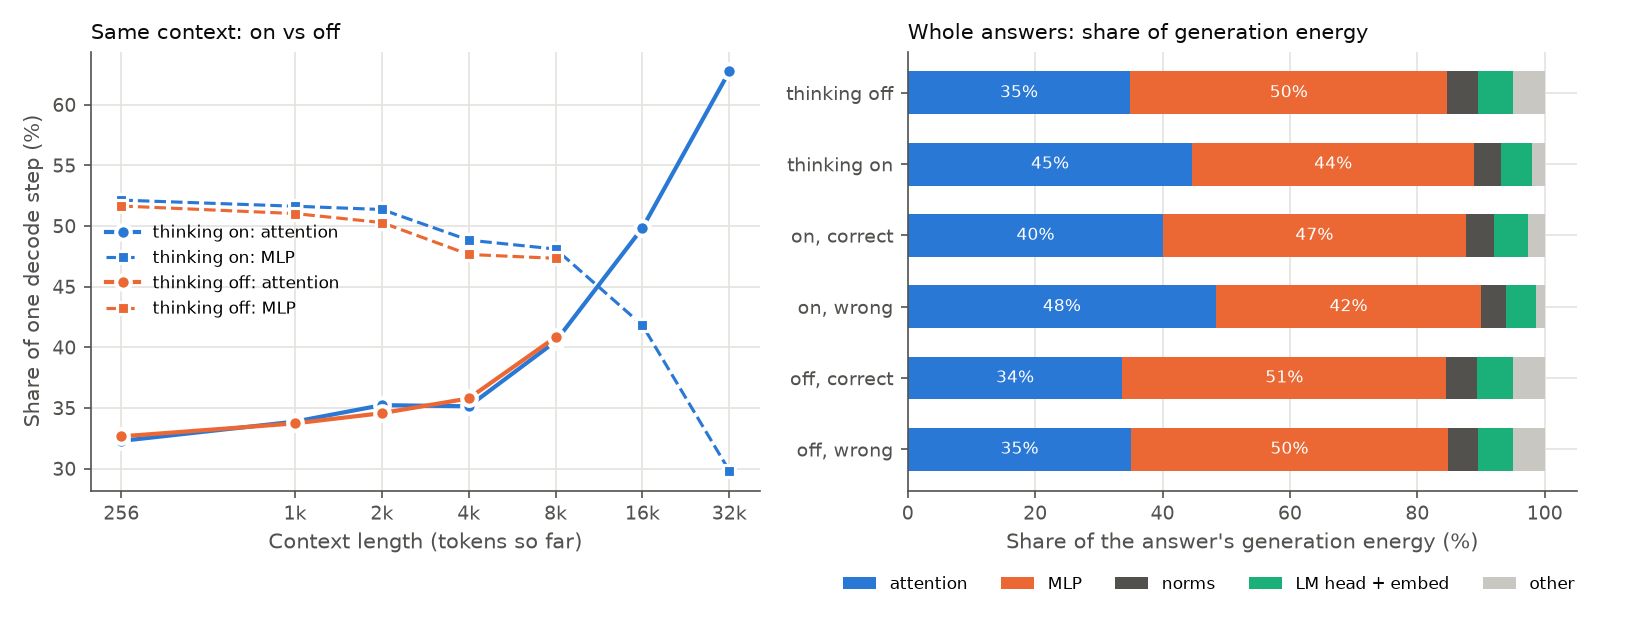 Same context: on vs off
60
55
50
45
40
35
30
Share of one decode step (%)
thinking on: attention
thinking on: MLP
thinking off: attention
thinking off: MLP
256
1k
2k
4k
8k
16k
32k
Context length (tokens so far)
Whole answers: share of generation energy
thinking off
35%
50%
thinking on
45%
44%
on, correct
40%
47%
on, wrong
48%
42%
off, correct
34%
51%
off, wrong
35%
50%
0
20
40
60
80
100
Share of the answer's generation energy (%)
attention
MLP
norms
LM head + embed
other